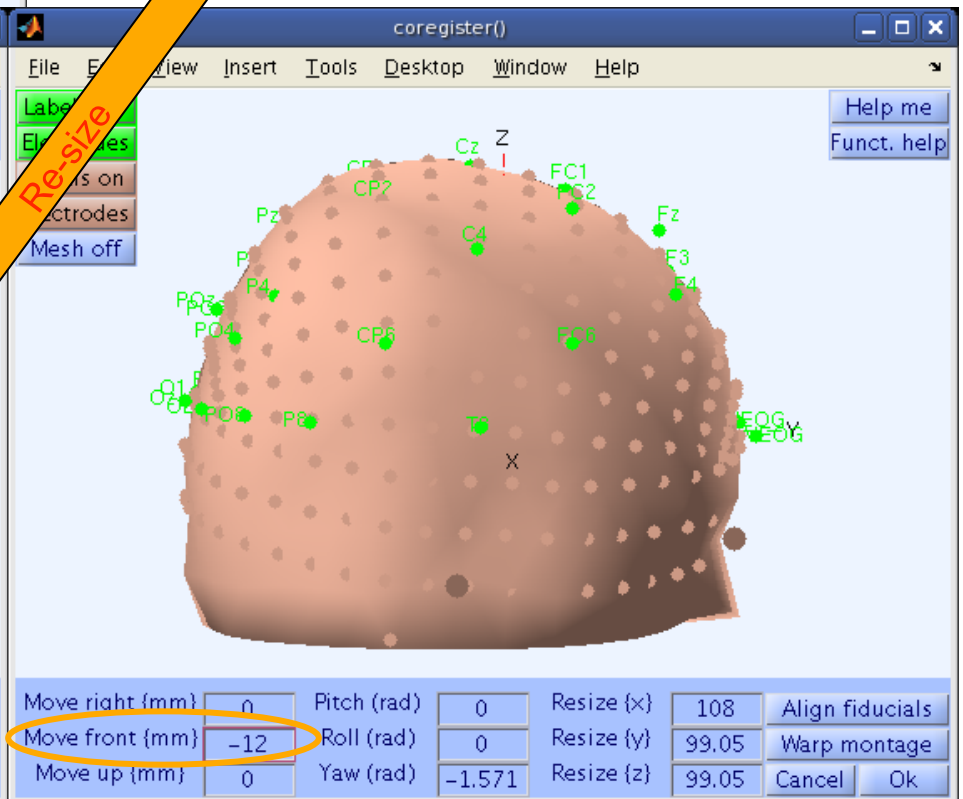 coregister()
File View Insert Tools Desktop Window Help
Re-size
Help me
Funct. help
Mesh off
Cz Z
FC1
CP2 FC2
Pz Fz
C4
F3
P4 F4
POz
PO4
CP6 FC6
O1
Oz
PO8 P8 T8
Y
X
Move right {mm} 0 Pitch (rad) 0 Resize {x} 108 Align fiducials
Move front {mm} -12 Roll (rad) 0 Resize {y} 99.05 Warp montage
Move up {mm} 0 Yaw (rad) -1.571 Resize {z} 99.05 Cancel Ok